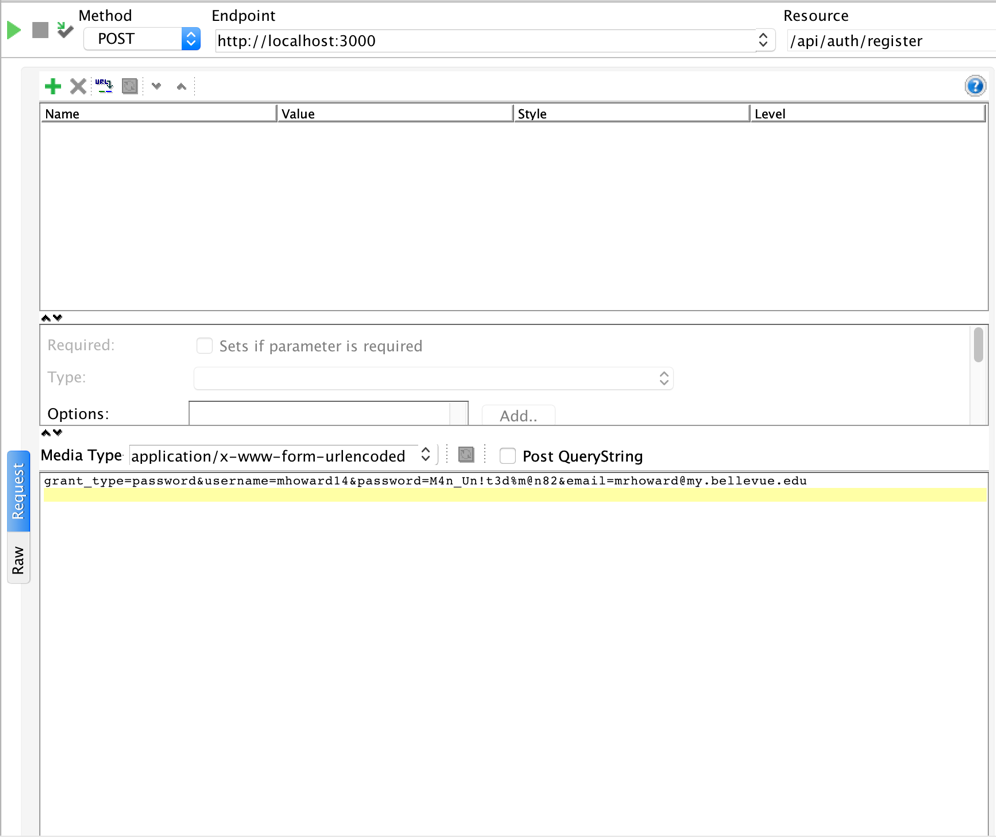 Method Endpoint Resource
POST http://localhost:3000 /api/auth/register
Name Value Style Level
Required: Sets if parameter is required
Type:
Options: Add..
Media Type application/x-www-form-urlencoded Post QueryString
grant_type=password&username=mhoward14&password=M4n_Un!t3d%m@n82&email=mrhoward@my.bellevue.edu
Request
Raw